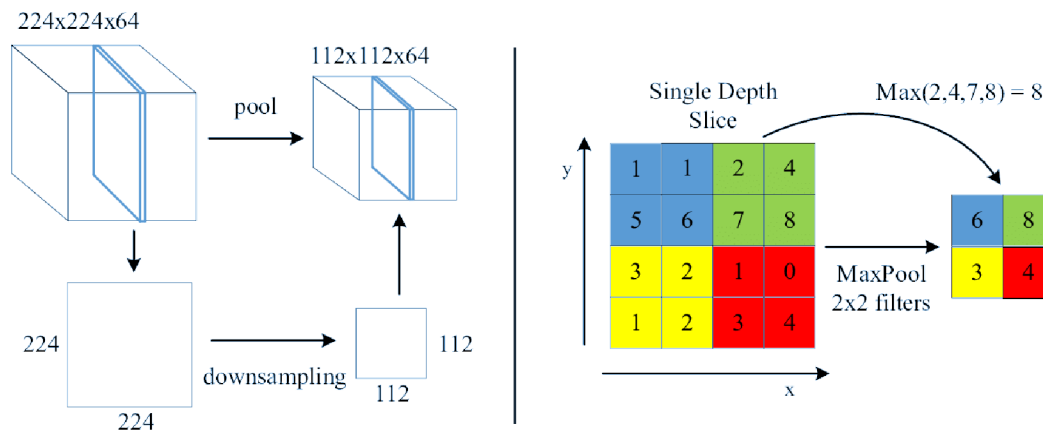 224x224x64
112x112x64
pool
224
224
downsampling
112
112
Single Depth
Slice
Max(2,4,7,8) = 8
y
1 1 2 4
5 6 7 8
3 2 1 0
1 2 3 4
x
MaxPool
2x2 filters
6 8
3 4